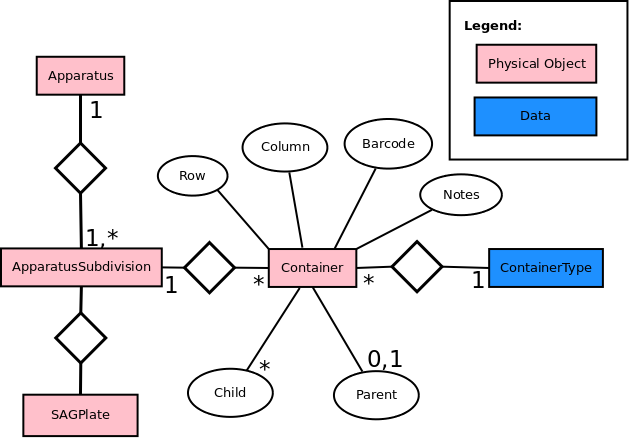 Legend:
Physical Object
Data
Apparatus
1
Row
Column
Barcode
Notes
1,*
ApparatusSubdivision
1
*
Container
*
1
ContainerType
Child
*
0,1
Parent
SAGPlate